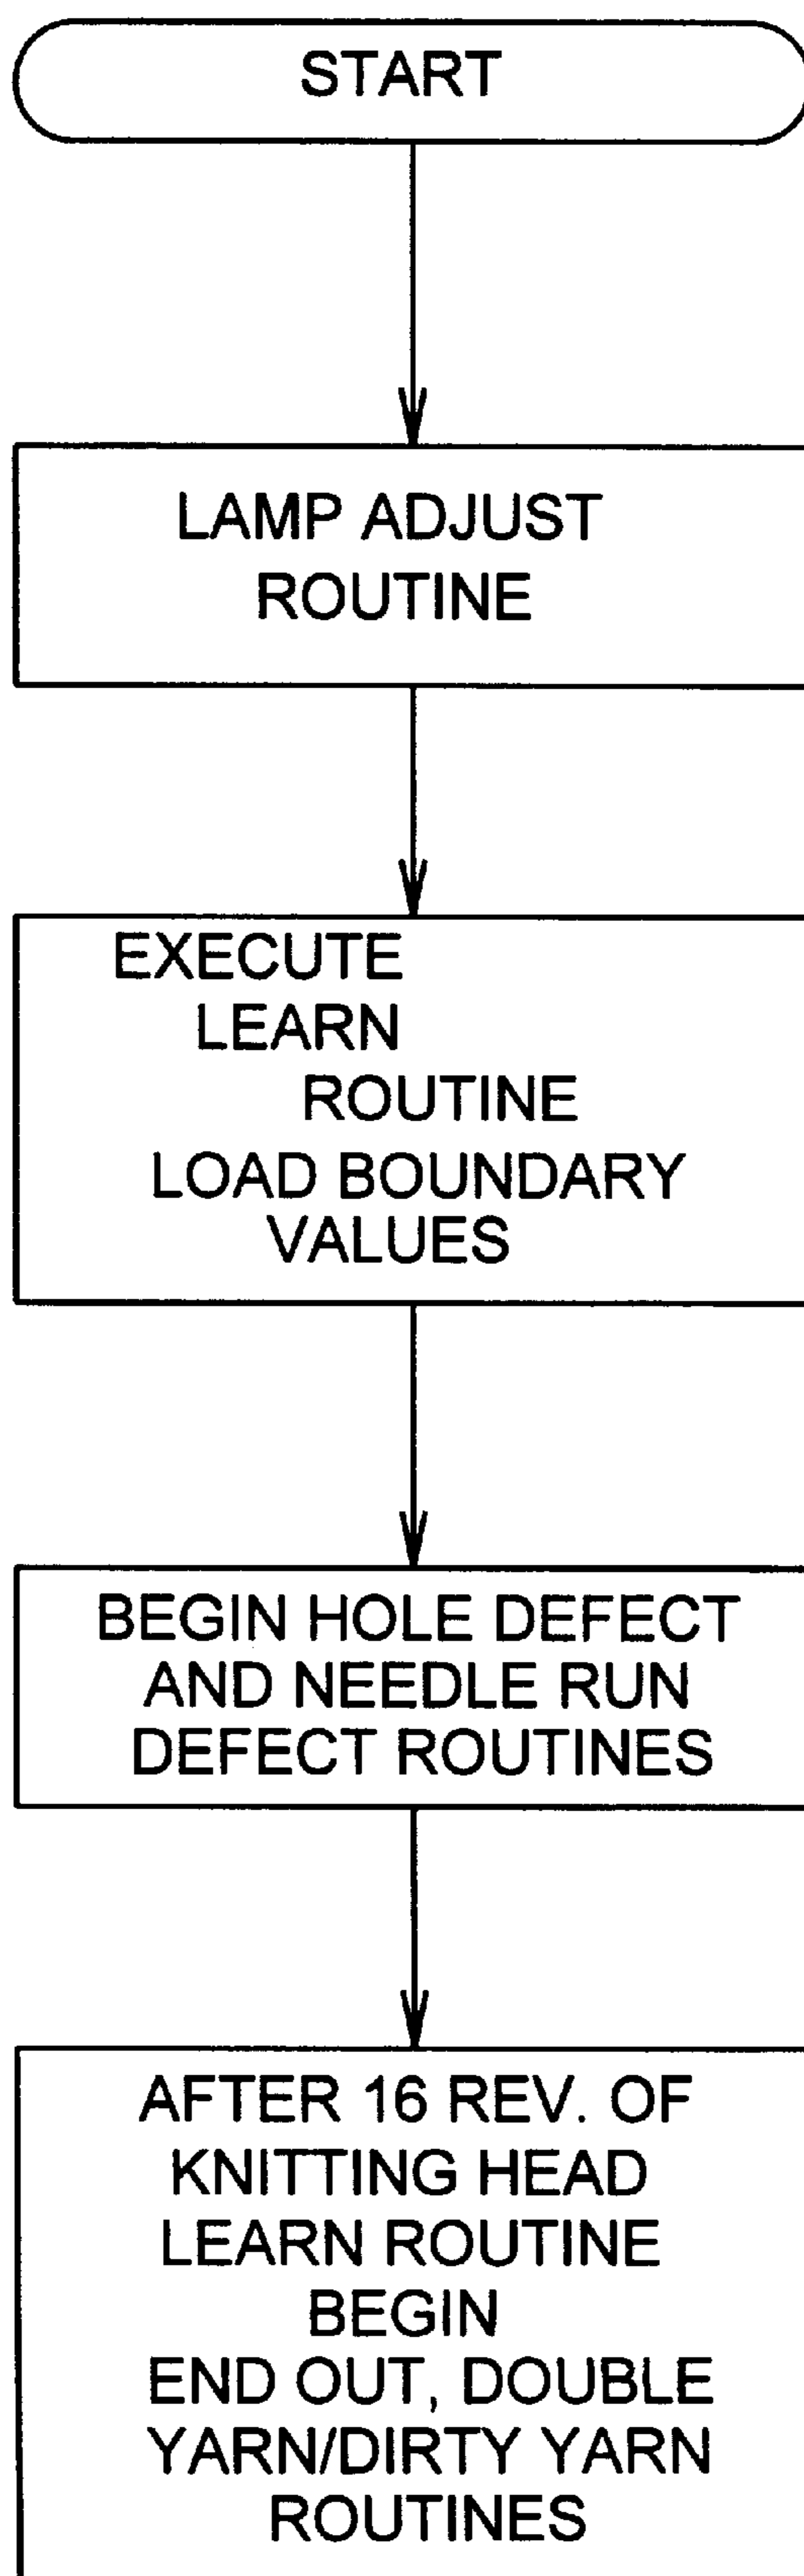 START
LAMP ADJUST
ROUTINE
EXECUTE
LEARN
ROUTINE
LOAD BOUNDARY
VALUES
BEGIN HOLE DEFECT
AND NEEDLE RUN
DEFECT ROUTINES
AFTER 16 REV. OF
KNITTING HEAD
LEARN ROUTINE
BEGIN
END OUT, DOUBLE
YARN/DIRTY YARN
ROUTINES